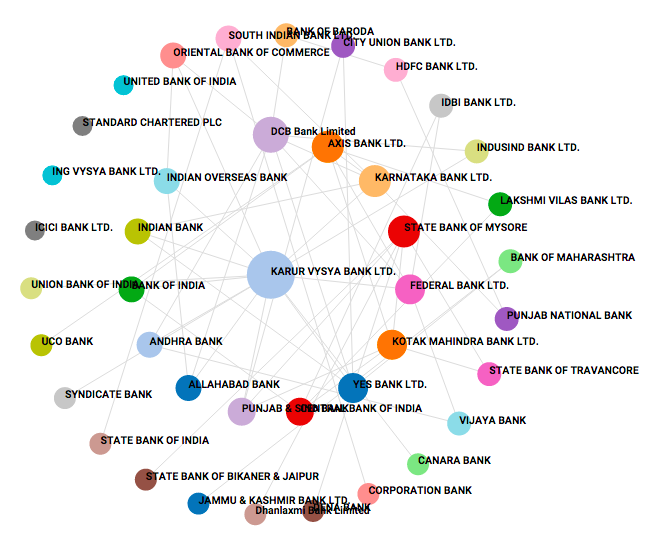 BANK OF BARODA
SOUTH INDIAN BANK LTD.
CITY UNION BANK LTD.
ORIENTAL BANK OF COMMERCE
HDFC BANK LTD.
UNITED BANK OF INDIA
IDBI BANK LTD.
STANDARD CHARTERED PLC
DCB Bank Limited
AXIS BANK LTD.
INDUSIND BANK LTD.
ING VYSYA BANK LTD.
INDIAN OVERSEAS BANK
KARNATAKA BANK LTD.
LAKSHMI VILAS BANK LTD.
ICICI BANK LTD.
INDIAN BANK
STATE BANK OF MYSORE
BANK OF MAHARASHTRA
KARUR VYSYA BANK LTD.
UNION BANK OF INDIA
BANK OF INDIA
FEDERAL BANK LTD.
PUNJAB NATIONAL BANK
UCO BANK
ANDHRA BANK
KOTAK MAHINDRA BANK LTD.
STATE BANK OF TRAVANCORE
ALLAHABAD BANK
YES BANK LTD.
SYNDICATE BANK
PUNJAB & SIND BANK
CENTRAL BANK OF INDIA
VIJAYA BANK
STATE BANK OF INDIA
CANARA BANK
STATE BANK OF BIKANER & JAIPUR
CORPORATION BANK
JAMMU & KASHMIR BANK LTD.
Dhanlaxmi Bank Limited
DENA BANK